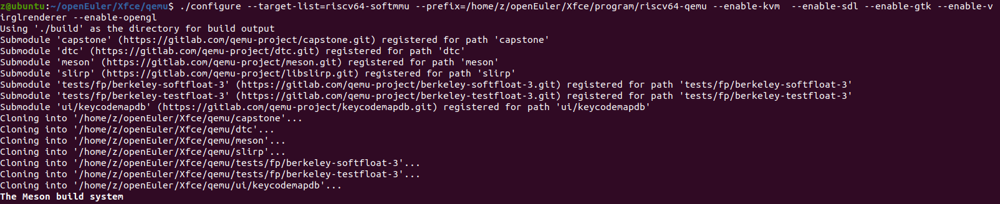 z@ubuntu:~/openEuler/Xfce/qemu$ ./configure --target-list=riscv64-softmmu --prefix=/home/z/openEuler/Xfce/program/riscv64-qemu --enable-kvm  --enable-sdl --enable-gtk --enable-v
irglrenderer --enable-opengl
Using './build' as the directory for build output
Submodule 'capstone' (https://gitlab.com/qemu-project/capstone.git) registered for path 'capstone'
Submodule 'dtc' (https://gitlab.com/qemu-project/dtc.git) registered for path 'dtc'
Submodule 'meson' (https://gitlab.com/qemu-project/meson.git) registered for path 'meson'
Submodule 'slirp' (https://gitlab.com/qemu-project/libslirp.git) registered for path 'slirp'
Submodule 'tests/fp/berkeley-softfloat-3' (https://gitlab.com/qemu-project/berkeley-softfloat-3.git) registered for path 'tests/fp/berkeley-softfloat-3'
Submodule 'tests/fp/berkeley-testfloat-3' (https://gitlab.com/qemu-project/berkeley-testfloat-3.git) registered for path 'tests/fp/berkeley-testfloat-3'
Submodule 'ui/keycodemapdb' (https://gitlab.com/qemu-project/keycodemapdb.git) registered for path 'ui/keycodemapdb'
Cloning into '/home/z/openEuler/Xfce/qemu/capstone'...
Cloning into '/home/z/openEuler/Xfce/qemu/dtc'...
Cloning into '/home/z/openEuler/Xfce/qemu/meson'...
Cloning into '/home/z/openEuler/Xfce/qemu/slirp'...
Cloning into '/home/z/openEuler/Xfce/qemu/tests/fp/berkeley-softfloat-3'...
Cloning into '/home/z/openEuler/Xfce/qemu/tests/fp/berkeley-testfloat-3'...
Cloning into '/home/z/openEuler/Xfce/qemu/ui/keycodemapdb'...
The Meson build system